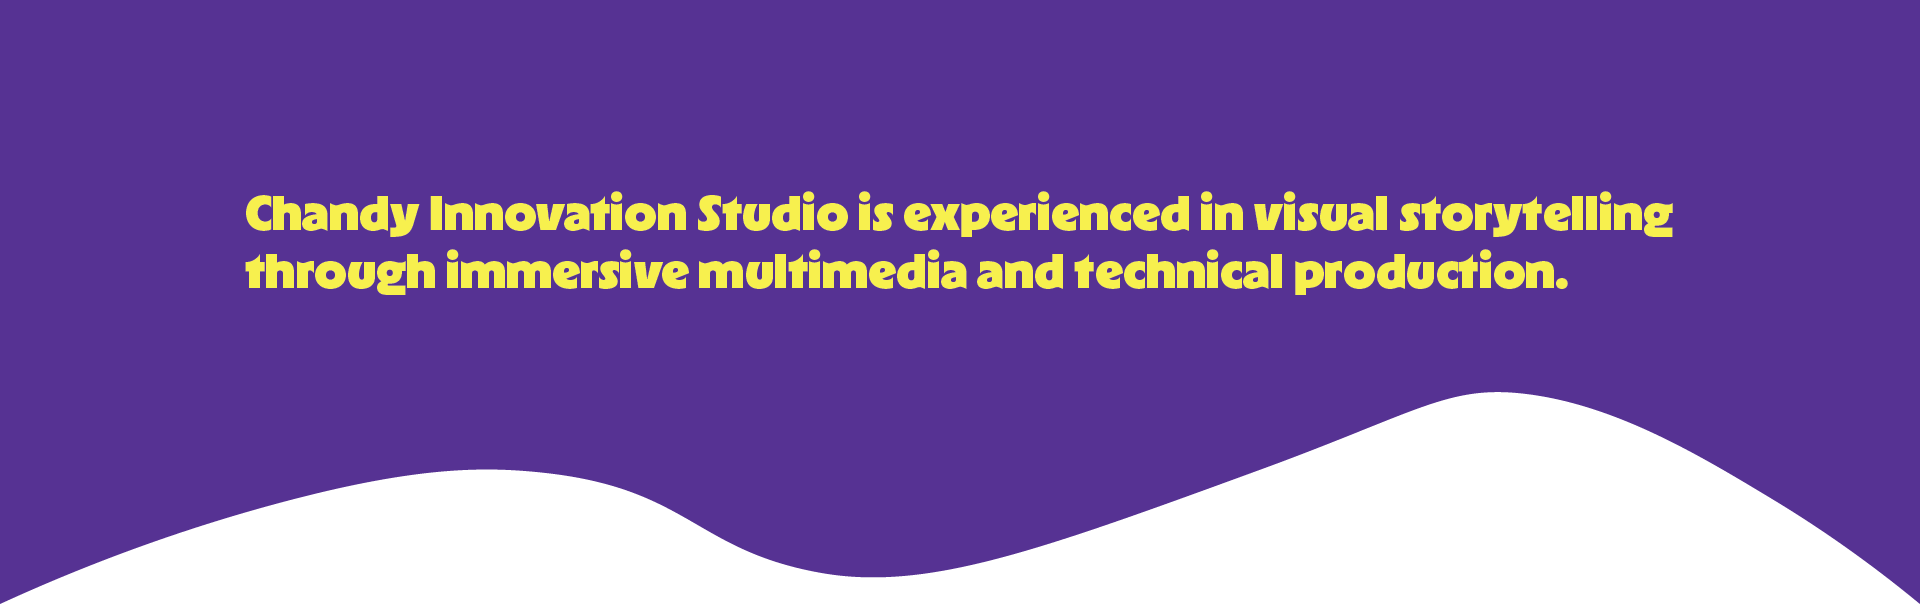 Chandy Innovation Studio is experienced in visual storytelling
through immersive multimedia and technical production.